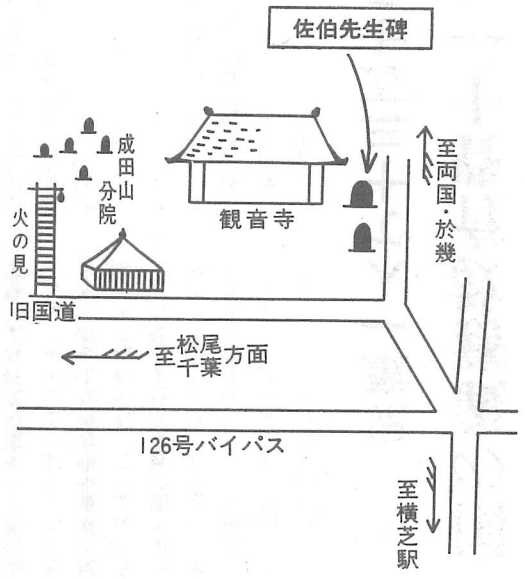 佐伯先生碑
至両国・於幾
成田山
分院
観音寺
火の見
旧国道
至松尾方面
千葉
126号バイパス
至横芝駅